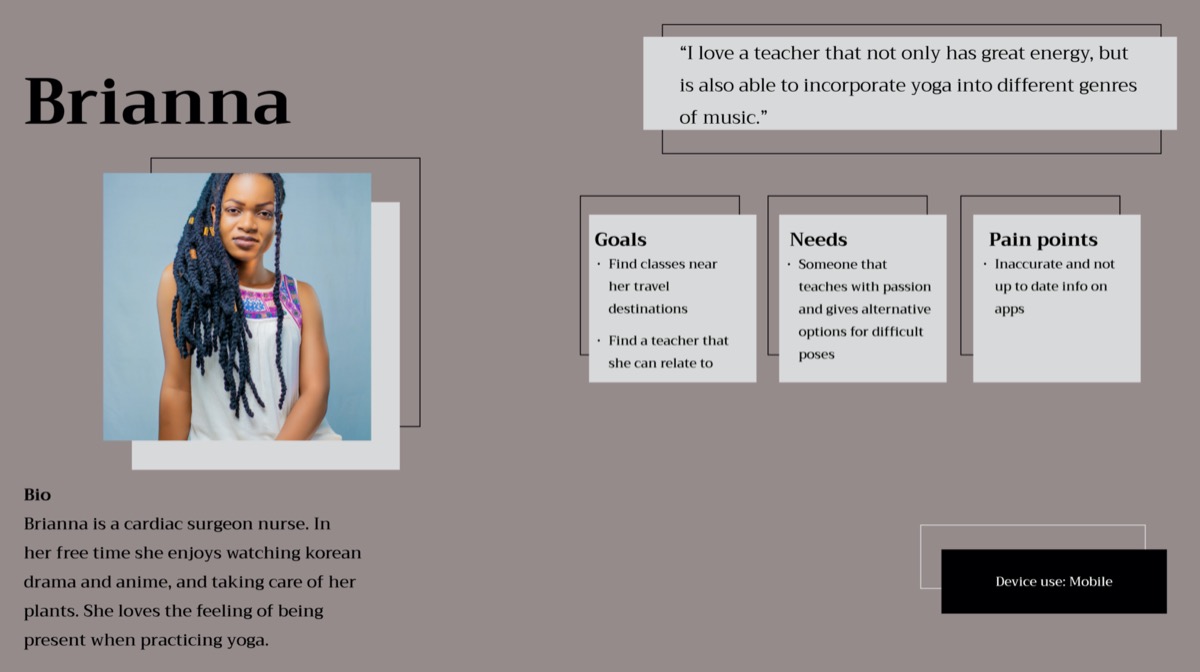 Brianna
“I love a teacher that not only has great energy, but
is also able to incorporate yoga into different genres
of music.”
Goals
· Find classes near
her travel
destinations
· Find a teacher that
she can relate to
Needs
· Someone that
teaches with passion
and gives alternative
options for difficult
poses
Pain points
· Inaccurate and not
up to date info on
apps
Bio
Brianna is a cardiac surgeon nurse. In
her free time she enjoys watching korean
drama and anime, and taking care of her
plants. She loves the feeling of being
present when practicing yoga.
Device use: Mobile